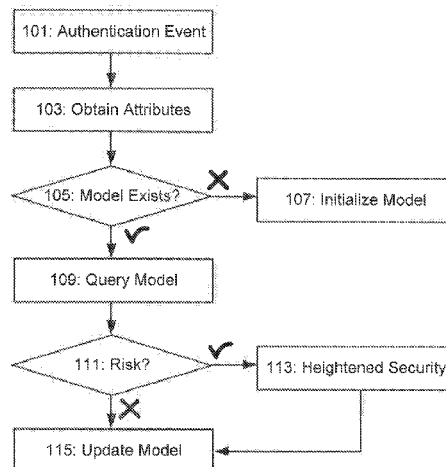 101: Authentication Event
103: Obtain Attributes
105: Model Exists?
107: Initialize Model
109: Query Model
111: Risk?
113: Heightened Security
115: Update Model